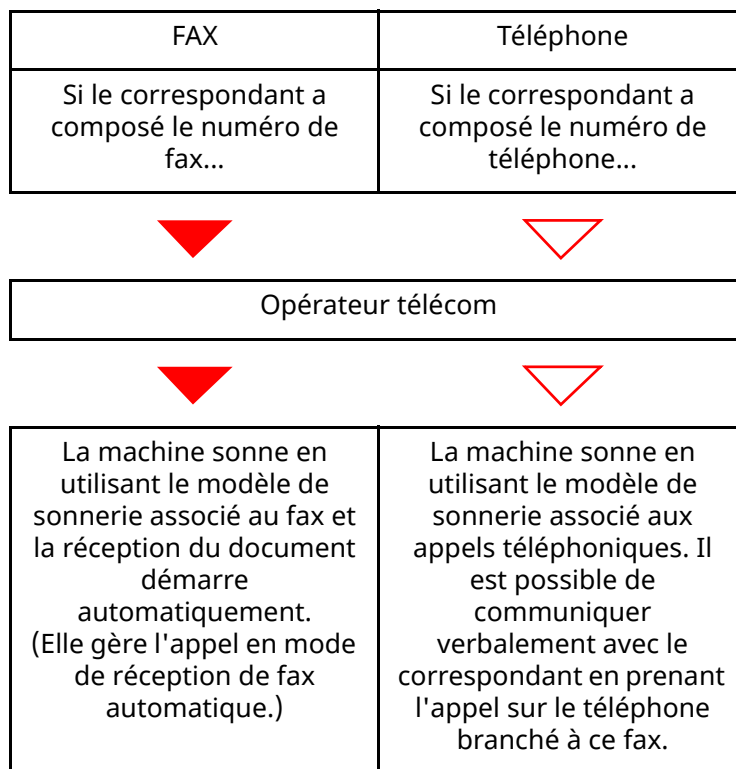 FAX
Téléphone
Si le correspondant a
composé le numéro de
fax...
Si le correspondant a
composé le numéro de
téléphone...
Opérateur télécom
La machine sonne en
utilisant le modèle de
sonnerie associé au fax et
la réception du document
démarre
automatiquement.
(Elle gère l'appel en mode
de réception de fax
automatique.)
La machine sonne en
utilisant le modèle de
sonnerie associé aux
appels téléphoniques. Il
est possible de
communiquer
verbalement avec le
correspondant en prenant
l'appel sur le téléphone
branché à ce fax.